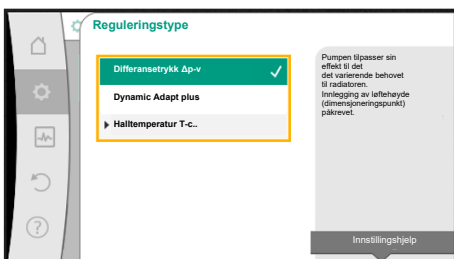 Reguleringstype
Differansetrykk Δp-v
Dynamic Adapt plus
Halltemperatur T-c..
Pumpen tilpasser sin
effekt til det
det varierende behovet
til radiatoren.
Innlegging av løftehøyde
(dimensjoneringspunkt)
påkrevet.
Innstillingshjelp